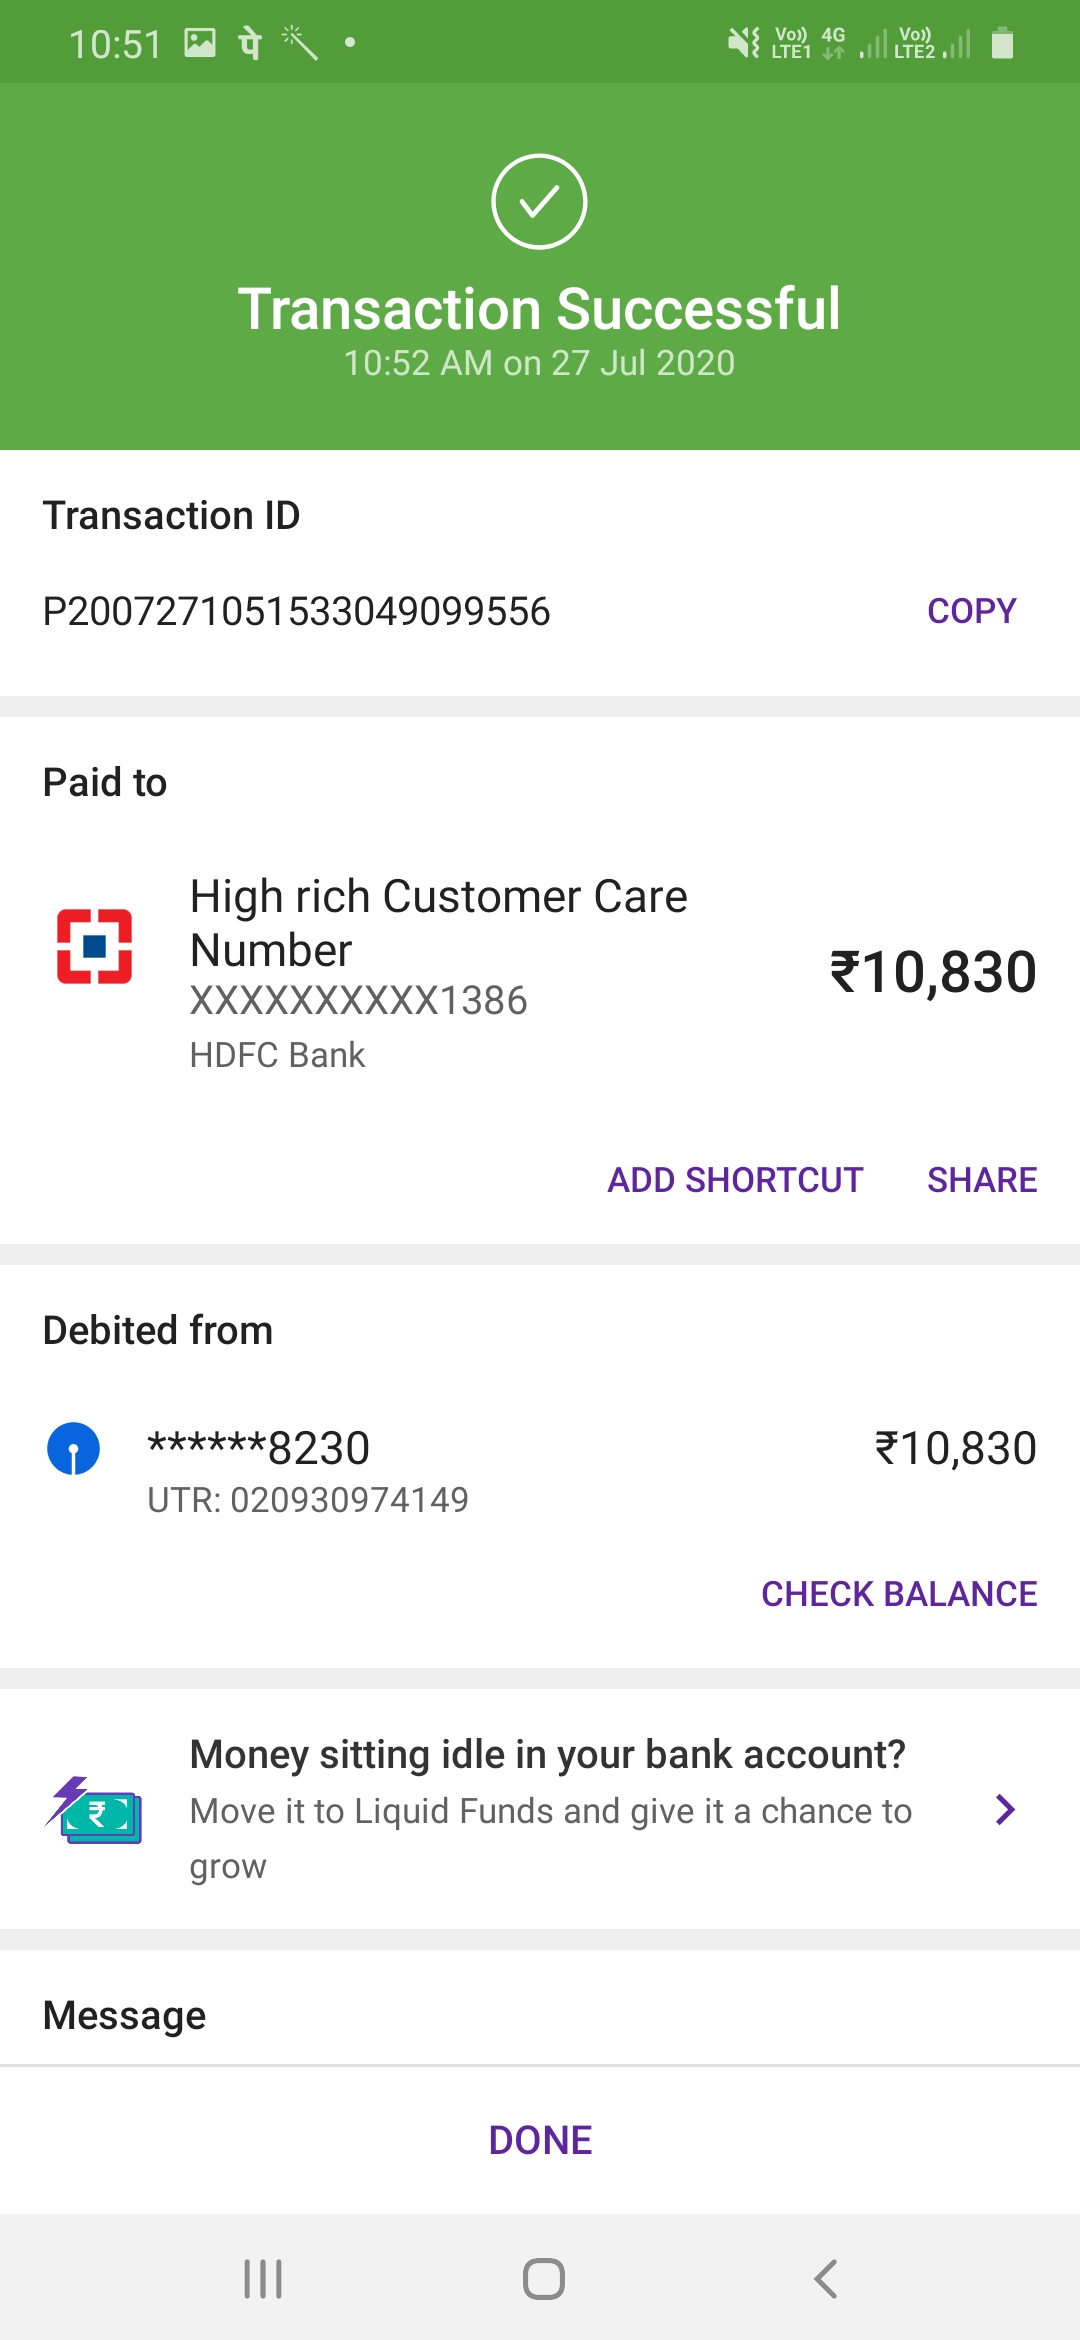 10:51 पे Vo)) LTE1 4G Vo)) LTE2
Transaction Successful
10:52 AM on 27 Jul 2020
Transaction ID
P2007271051533049099556 COPY
Paid to
High rich Customer Care
Number
XXXXXXXXXX1386
₹10,830
HDFC Bank
ADD SHORTCUT SHARE
Debited from
******8230 ₹10,830
UTR: 020930974149
CHECK BALANCE
Money sitting idle in your bank account?
Move it to Liquid Funds and give it a chance to
grow
Message
DONE